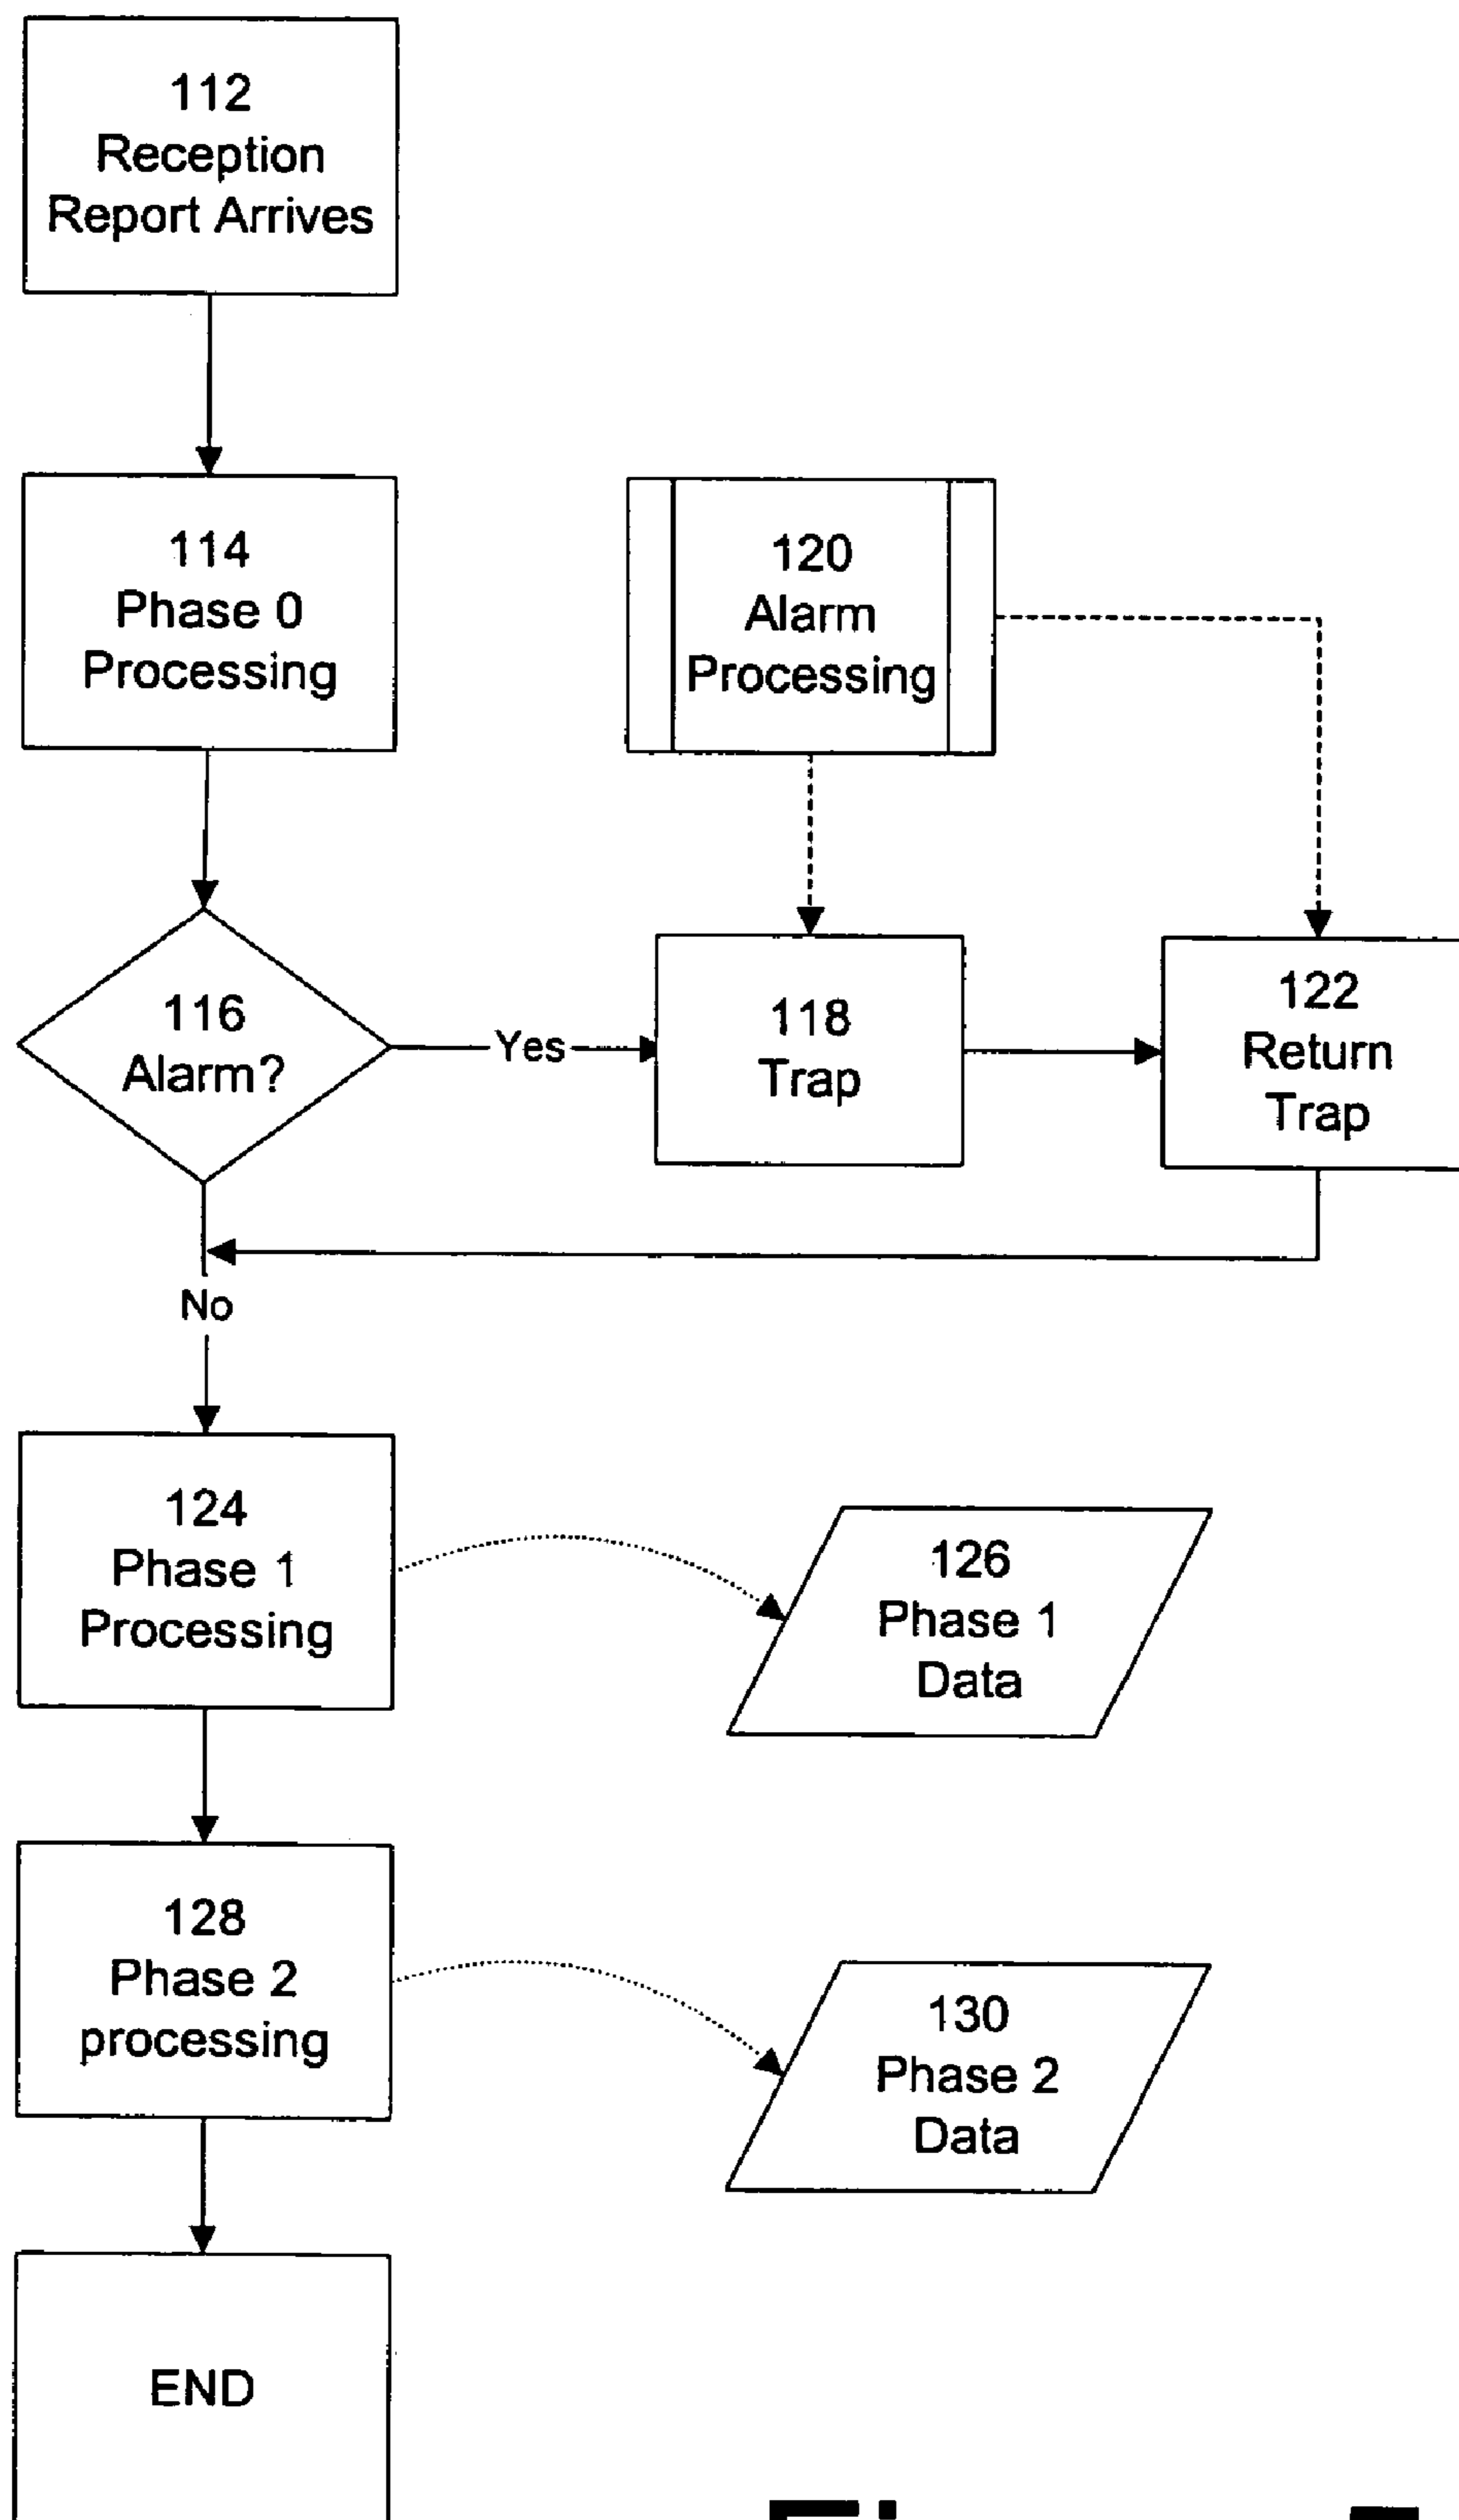 112
Reception
Report Arrives
114
Phase 0
Processing
120
Alarm
Processing
116
Alarm?
Yes
118
Trap
122
Return
Trap
No
124
Phase 1
Processing
126
Phase 1
Data
128
Phase 2
processing
130
Phase 2
Data
END